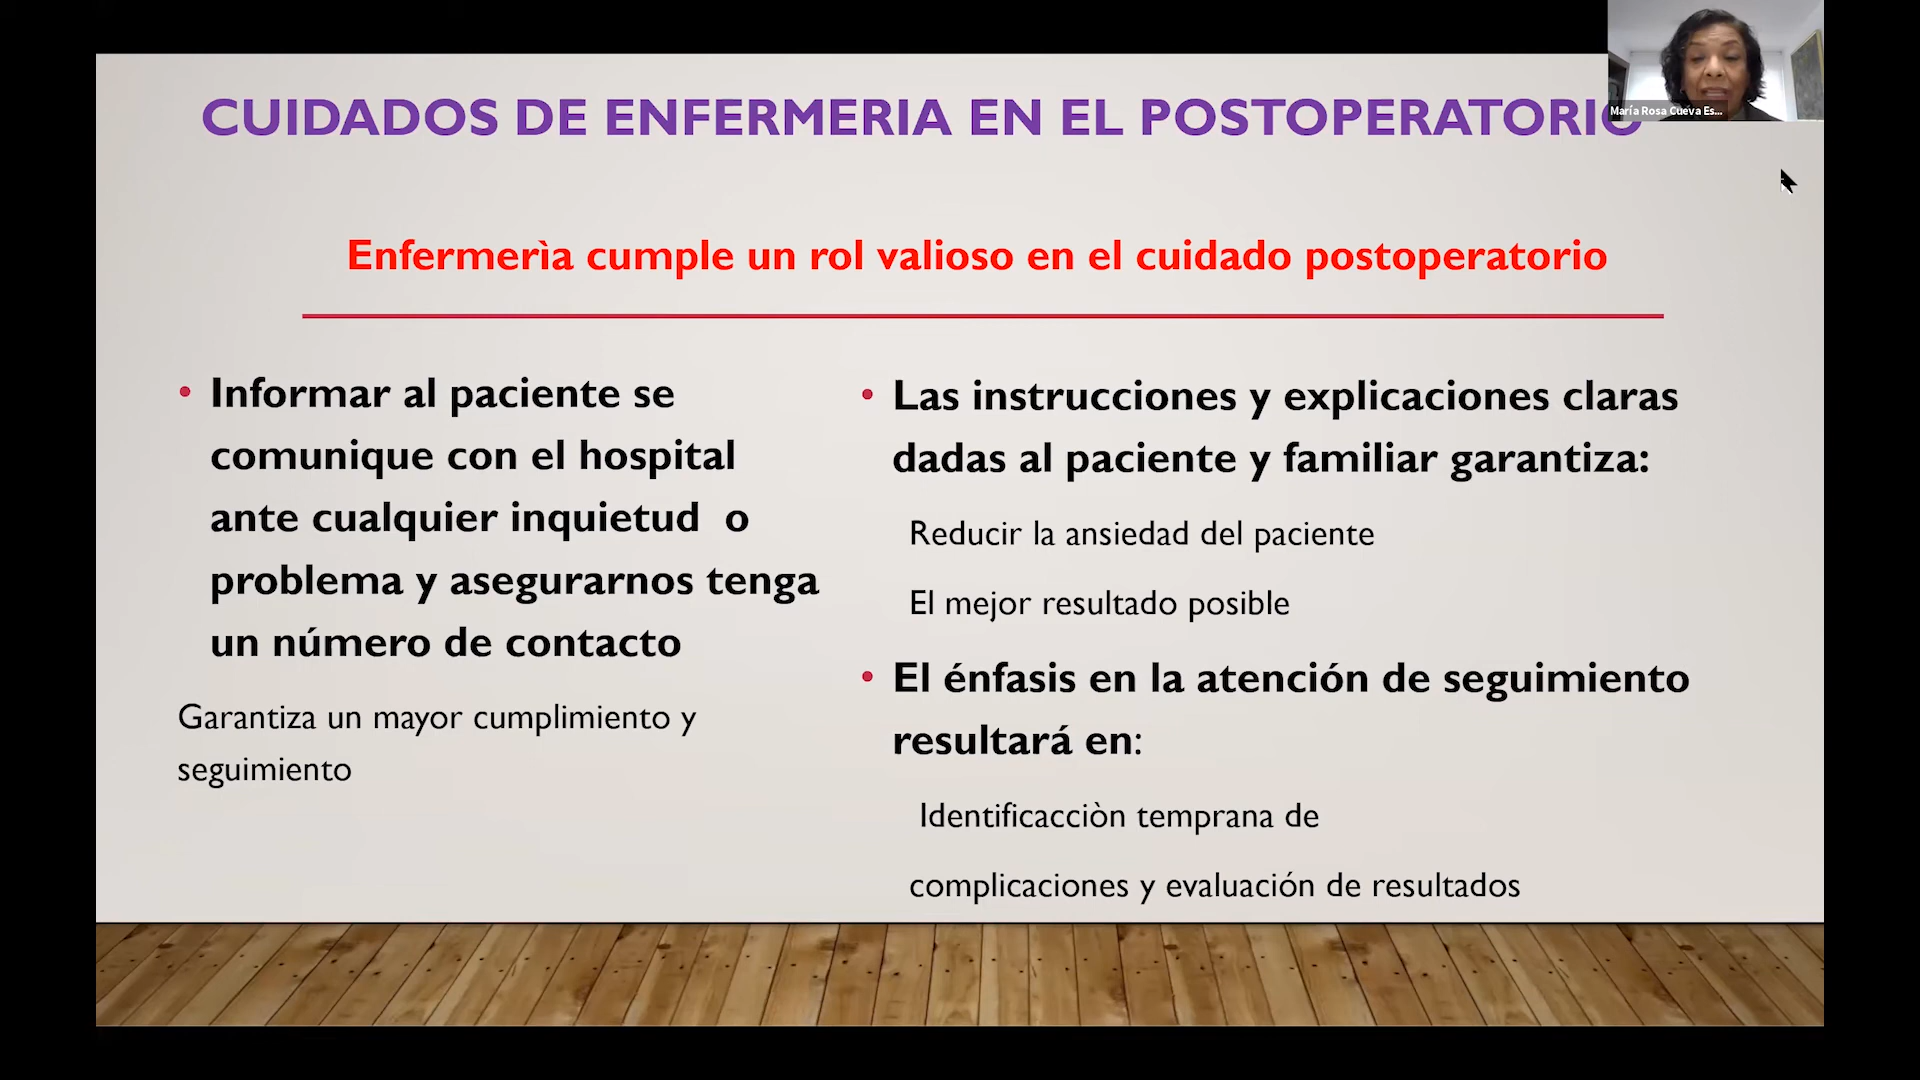 CUIDADOS DE ENFERMERIA EN EL POSTOPERATORIO
María Rosa Cueva Es...
Enfermerìa cumple un rol valioso en el cuidado postoperatorio
• Informar al paciente se
comunique con el hospital
ante cualquier inquietud o
problema y asegurarnos tenga
un número de contacto
Garantiza un mayor cumplimiento y
seguimiento
• Las instrucciones y explicaciones claras
dadas al paciente y familiar garantiza:
Reducir la ansiedad del paciente
El mejor resultado posible
• El énfasis en la atención de seguimiento
resultará en:
Identificacciòn temprana de
complicaciones y evaluación de resultados